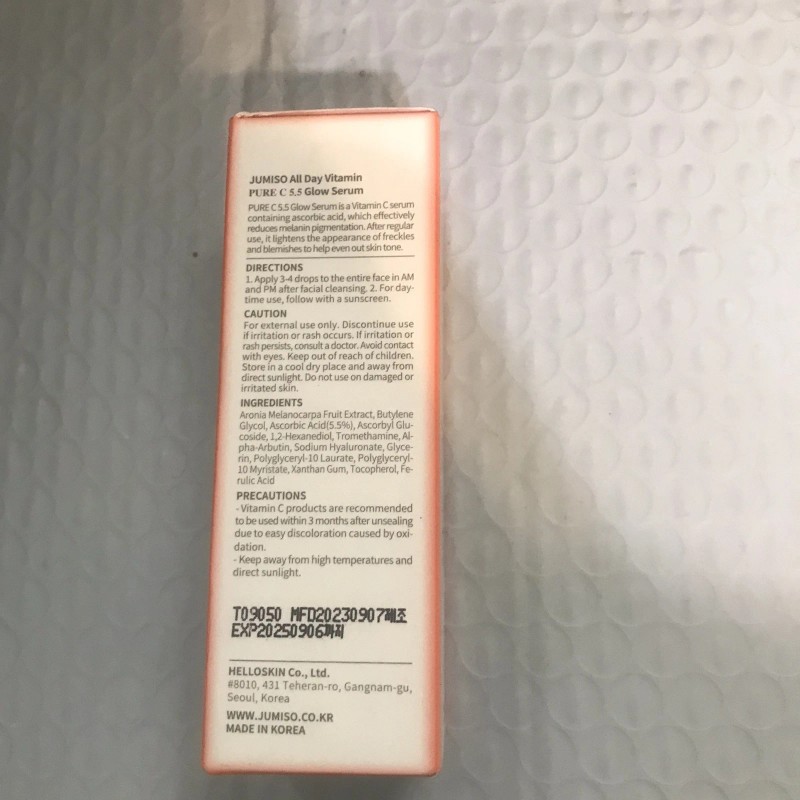 JUMISO All Day Vitamin
PURE C 5.5 Glow Serum
PURE C 5.5 Glow Serum is a Vitamin C serum
containing ascorbic acid, which effectively
reduces melanin pigmentation. After regular
use, it lightens the appearance of freckles
and blemishes to help even out skin tone.
DIRECTIONS
1. Apply 3-4 drops to the entire face in AM
and PM after facial cleansing. 2. For day-
time use, follow with a sunscreen.
CAUTION
For external use only. Discontinue use
if irritation or rash occurs. If irritation or
rash persists, consult a doctor. Avoid contact
with eyes. Keep out of reach of children.
Store in a cool dry place and away from
direct sunlight. Do not use on damaged or
irritated skin.
INGREDIENTS
Aronia Melanocarpa Fruit Extract, Butylene
Glycol, Ascorbic Acid(5.5%), Ascorbyl Glu-
coside, 1,2-Hexanediol, Tromethamine, Al-
pha-Arbutin, Sodium Hyaluronate, Glyce-
rin, Polyglyceryl-10 Laurate, Polyglyceryl-
10 Myristate, Xanthan Gum, Tocopherol, Fe-
rulic Acid
PRECAUTIONS
- Vitamin C products are recommended
to be used within 3 months after unsealing
due to easy discoloration caused by oxi-
dation.
- Keep away from high temperatures and
direct sunlight.
T09050 MFD20230907제조
EXP20250906까지
HELLOSKIN Co., Ltd.
#8010, 431 Teheran-ro, Gangnam-gu,
Seoul, Korea
WWW.JUMISO.CO.KR
MADE IN KOREA